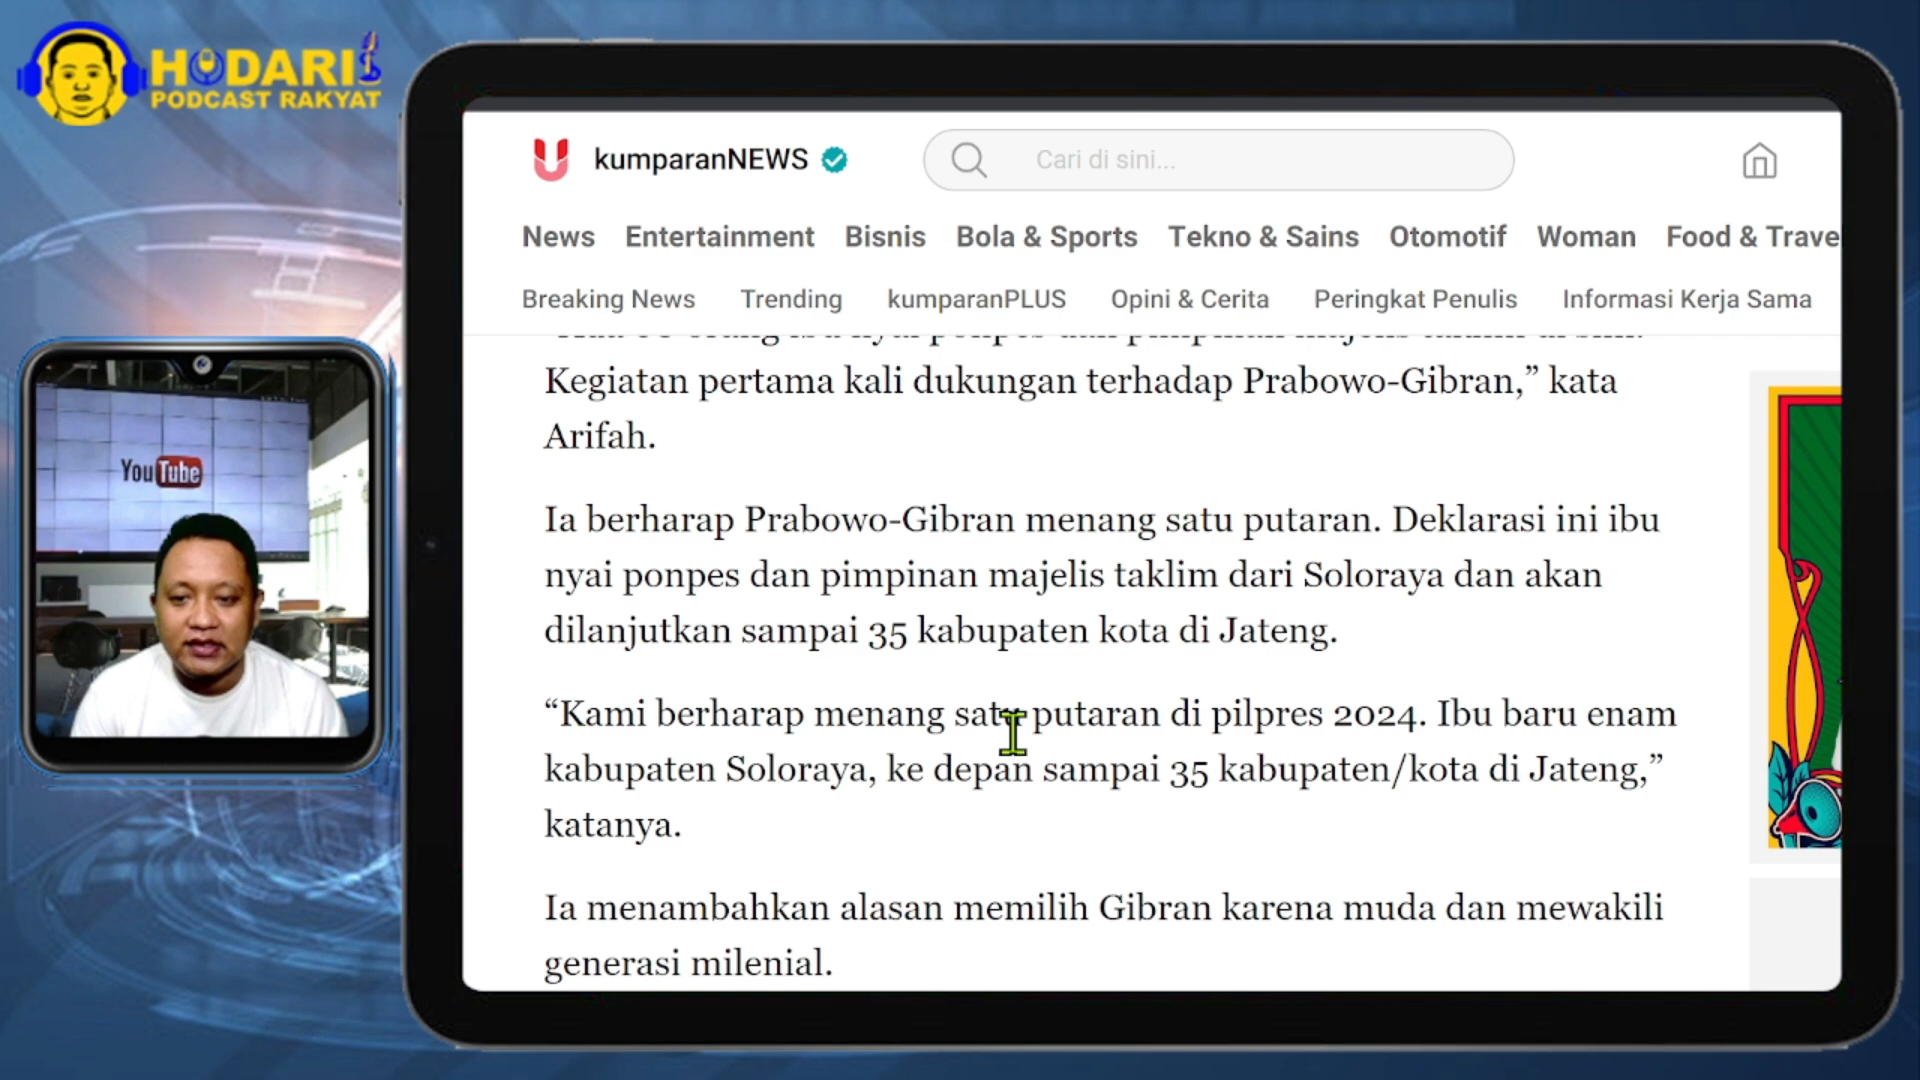 HODARI
PODCAST RAKYAT
kumparanNEWS
Cari di sini...
News Entertainment Bisnis Bola & Sports Tekno & Sains Otomotif Woman Food & Trave
Breaking News Trending kumparanPLUS Opini & Cerita Peringkat Penulis Informasi Kerja Sama
Kegiatan pertama kali dukungan terhadap Prabowo-Gibran,” kata
Arifah.
Ia berharap Prabowo-Gibran menang satu putaran. Deklarasi ini ibu
nyai ponpes dan pimpinan majelis taklim dari Soloraya dan akan
dilanjutkan sampai 35 kabupaten kota di Jateng.
“Kami berharap menang satu putaran di pilpres 2024. Ibu baru enam
kabupaten Soloraya, ke depan sampai 35 kabupaten/kota di Jateng,”
katanya.
Ia menambahkan alasan memilih Gibran karena muda dan mewakili
generasi milenial.
YouTube